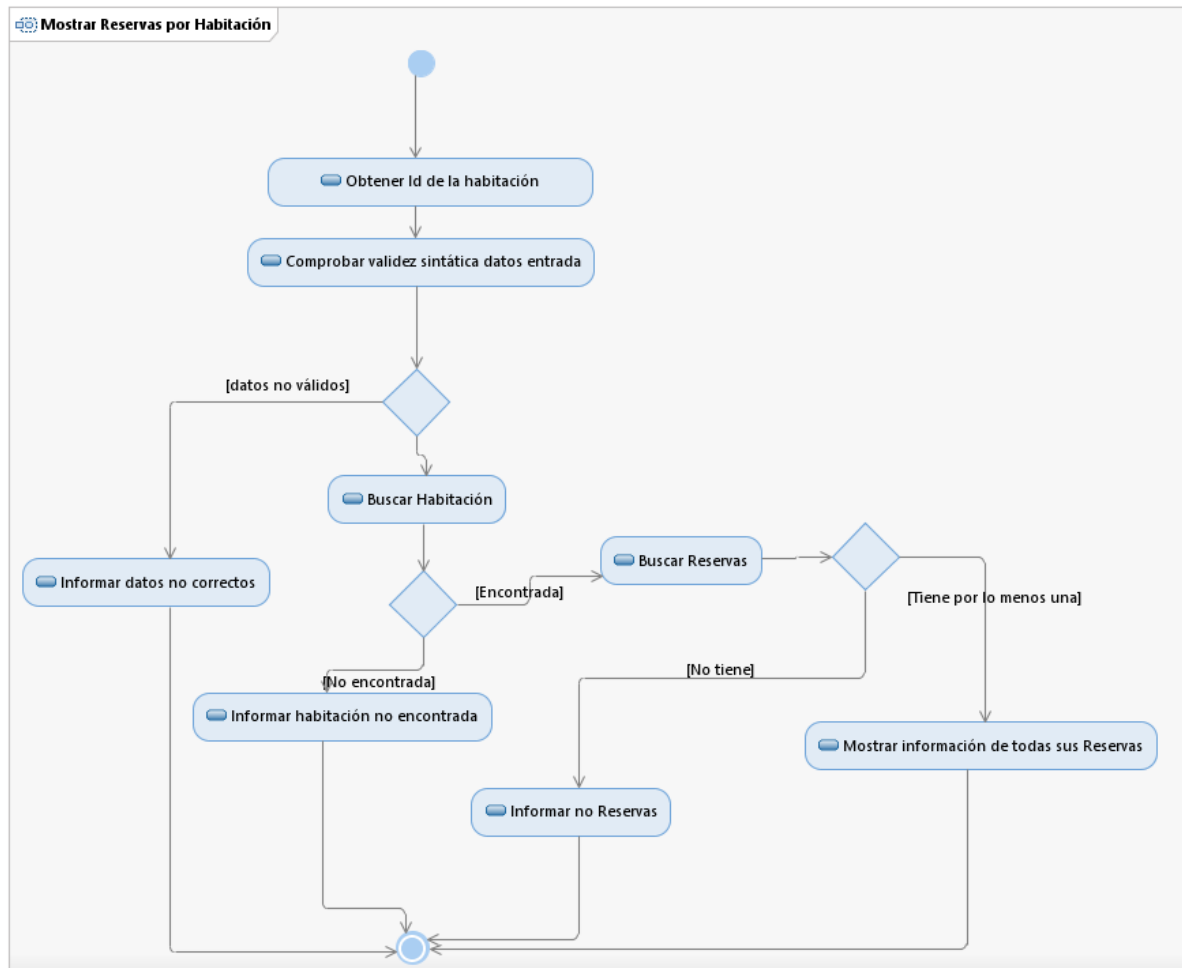 Mostrar Reservas por Habitación
Obtener Id de la habitación
Comprobar validez sintática datos entrada
[datos no válidos]
Buscar Habitación
Buscar Reservas
Informar datos no correctos
[Encontrada]
[Tiene por lo menos una]
[No tiene]
[No encontrada]
Informar habitación no encontrada
Mostrar información de todas sus Reservas
Informar no Reservas